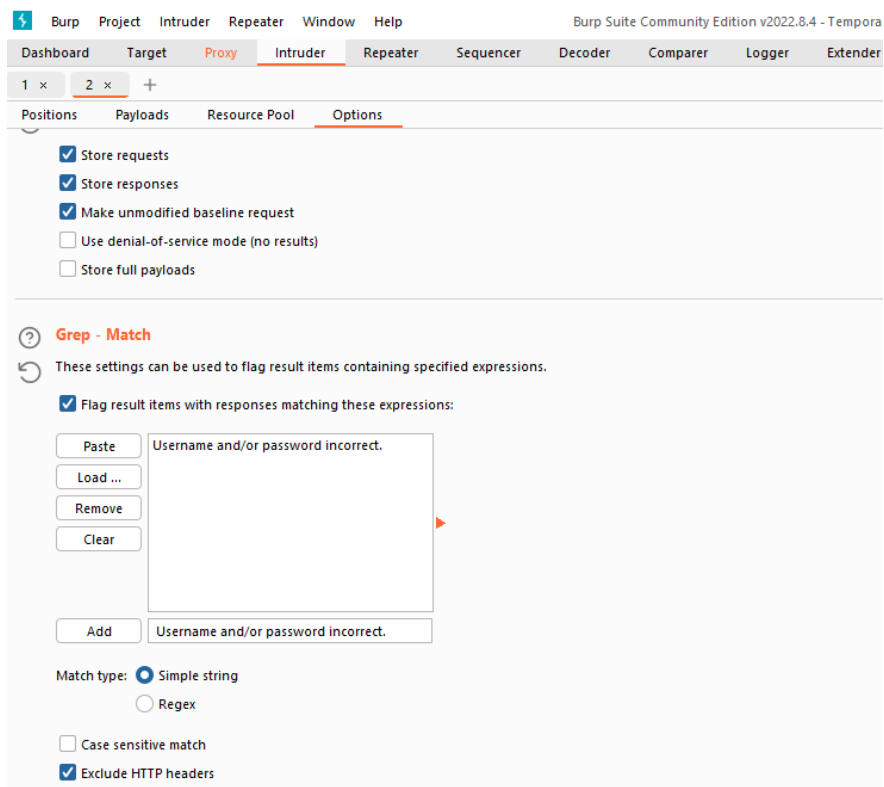 Burp Project Intruder Repeater Window Help Burp Suite Community Edition v2022.8.4 - Tempora
Dashboard Target Proxy Intruder Repeater Sequencer Decoder Comparer Logger Extender
1 × 2 × +
Positions Payloads Resource Pool Options
Store requests
Store responses
Make unmodified baseline request
Use denial-of-service mode (no results)
Store full payloads
? Grep - Match
These settings can be used to flag result items containing specified expressions.
Flag result items with responses matching these expressions:
Paste Username and/or password incorrect.
Load ...
Remove
Clear
Add Username and/or password incorrect.
Match type: Simple string
Regex
Case sensitive match
Exclude HTTP headers